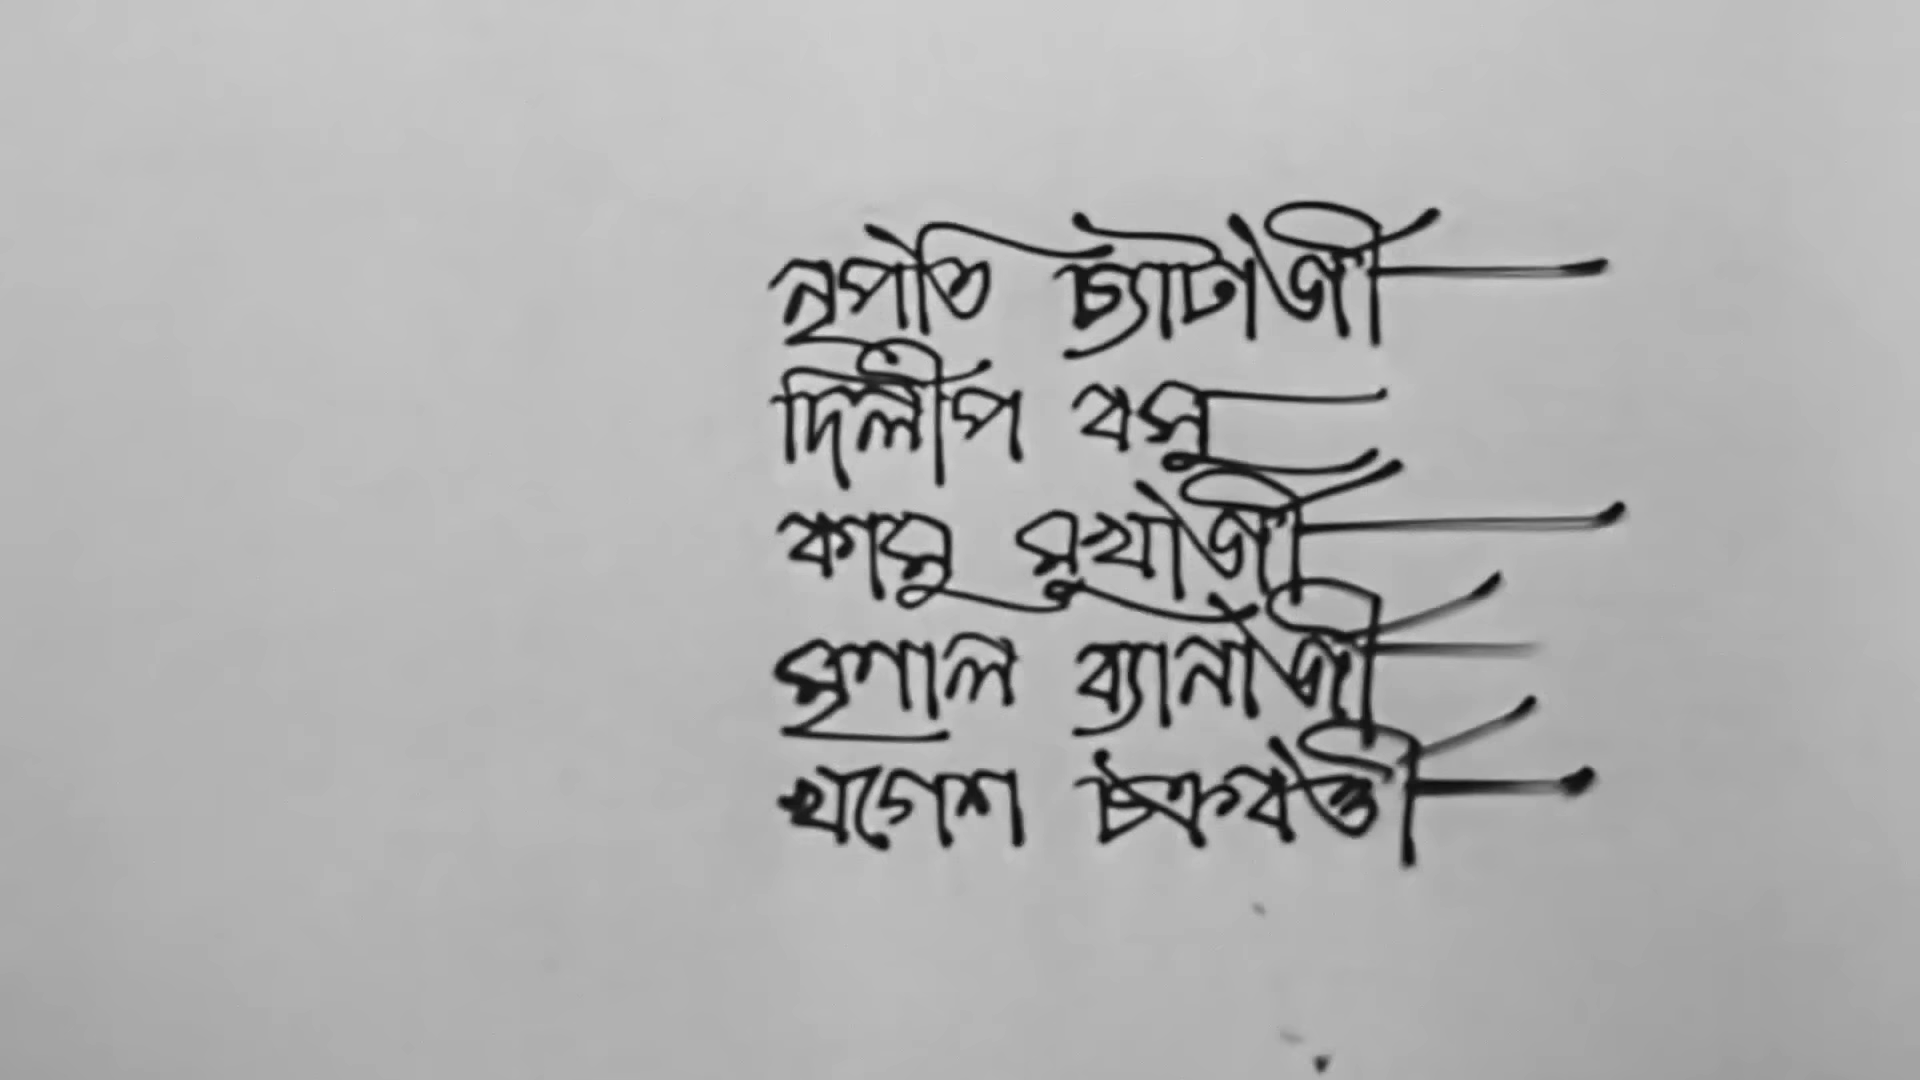 নৃপতি চ্যাটার্জী
দিলীপ বসু
কামু মুখার্জী
মৃণাল ব্যানার্জী
খগেশ চক্রবর্তী